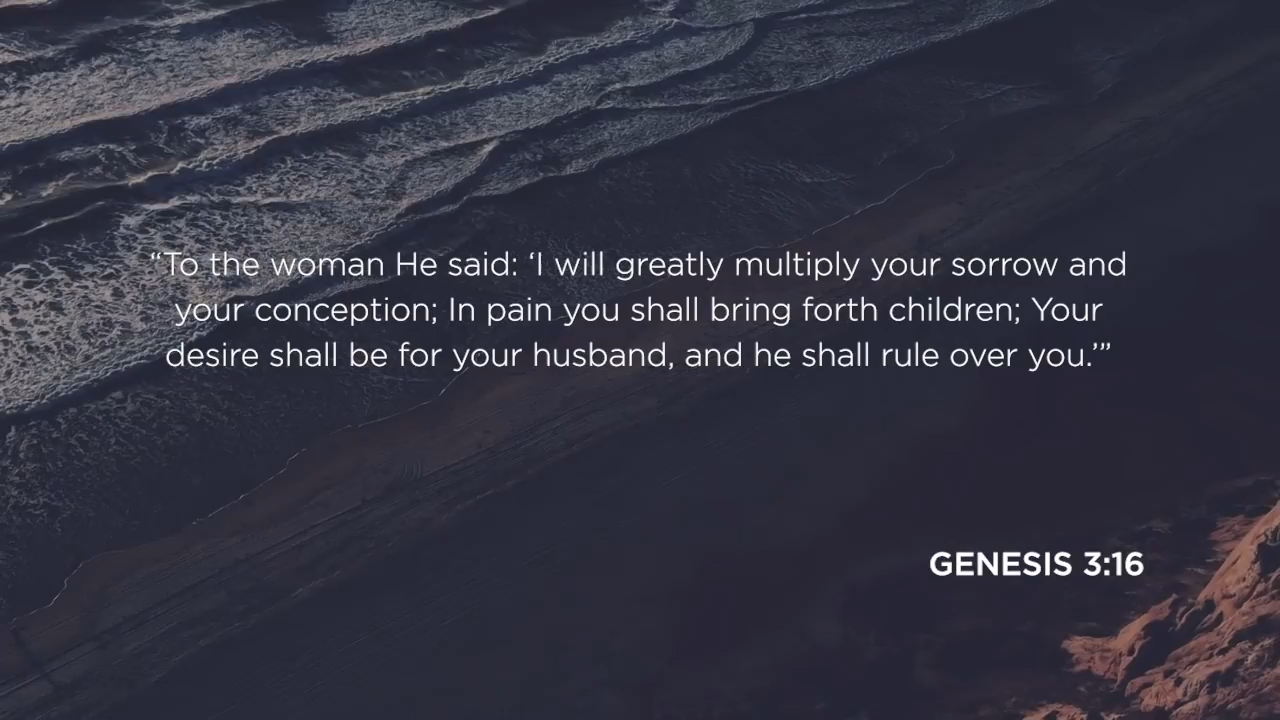 “To the woman He said: ‘I will greatly multiply your sorrow and
your conception; In pain you shall bring forth children; Your
desire shall be for your husband, and he shall rule over you.’”
GENESIS 3:16